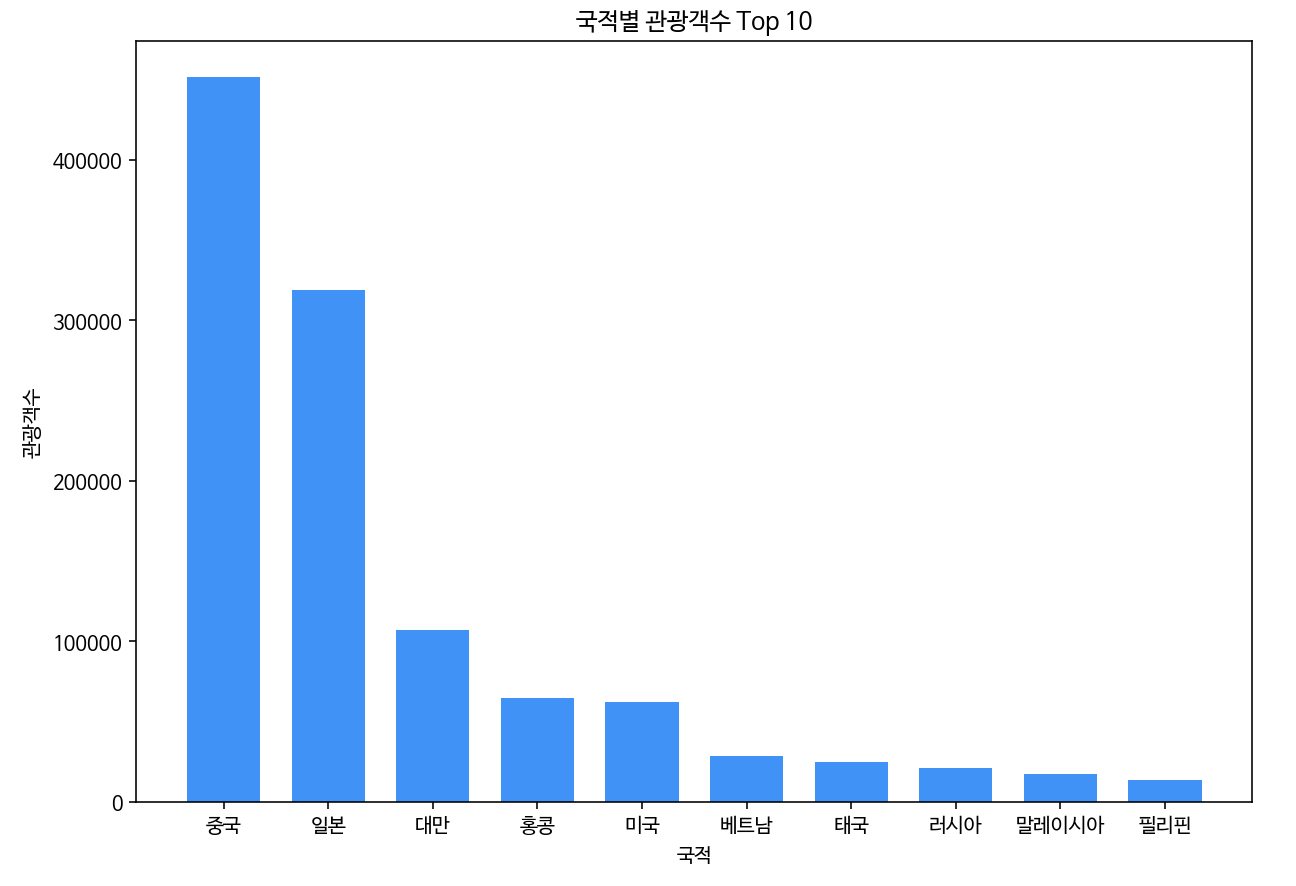 국적별 관광객수 Top 10
관광객수
400000
300000
200000
100000
0
중국 일본 대만 홍콩 미국 베트남 태국 러시아 말레이시아 필리핀
국적